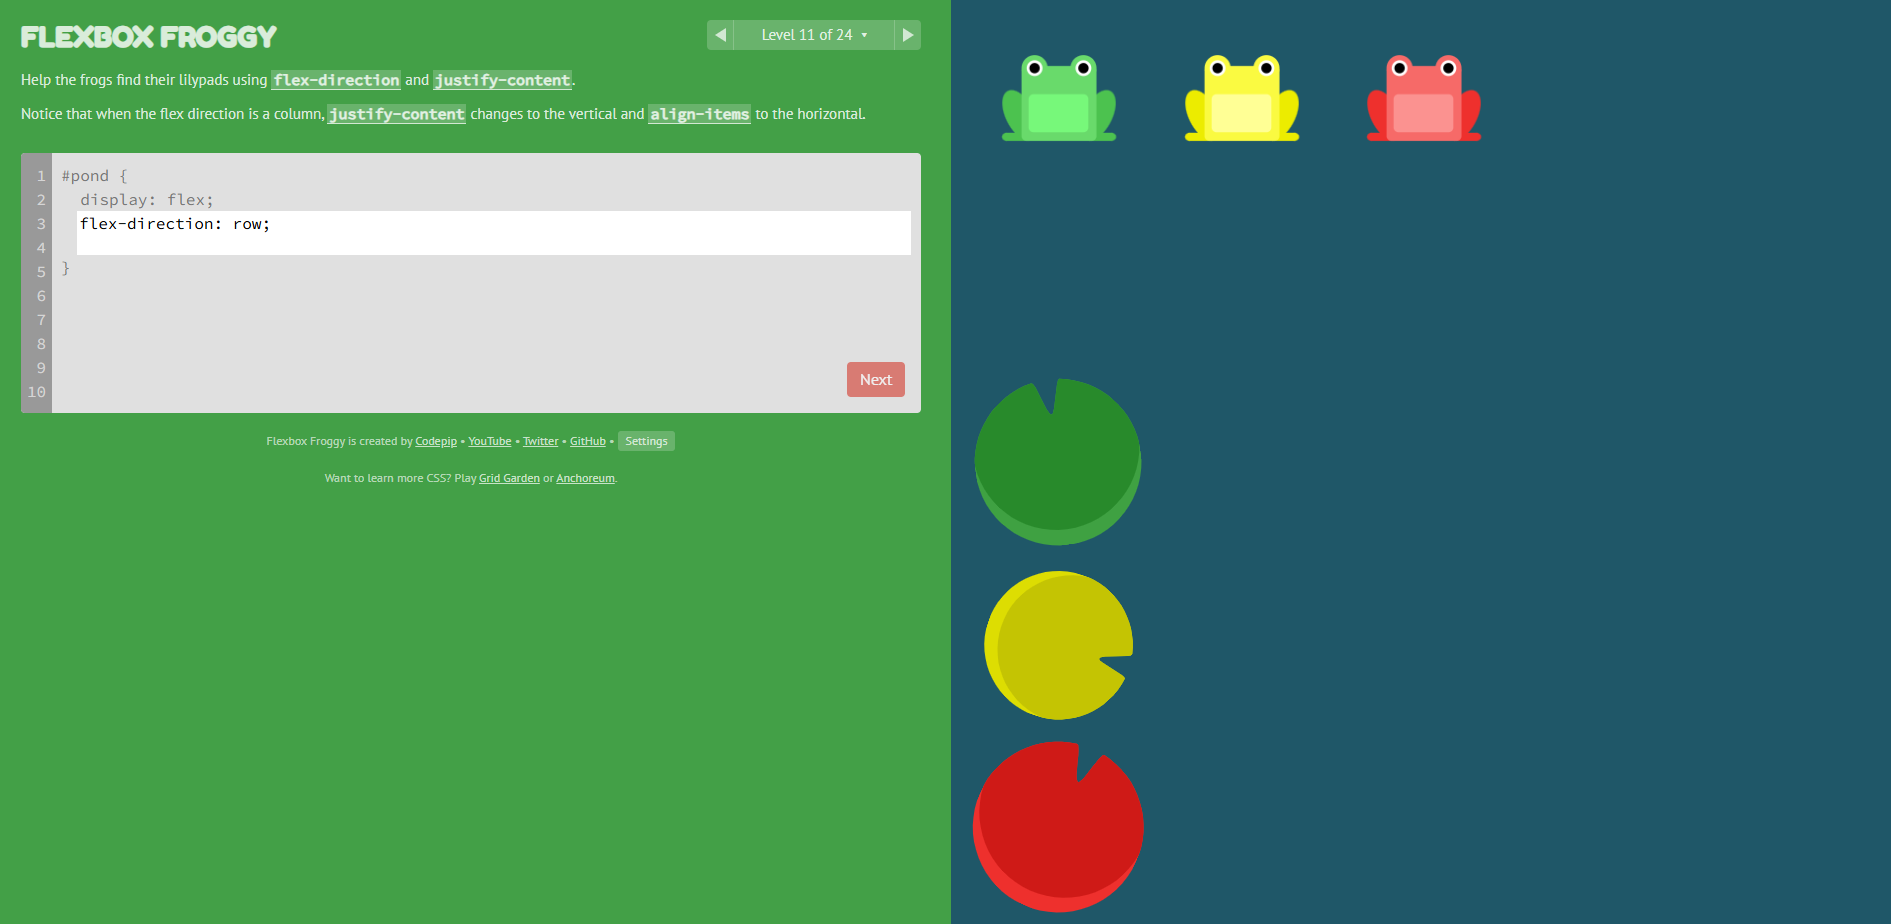 FLEXBOX FROGGY
◀ Level 11 of 24 ▾ ▶
Help the frogs find their lilypads using flex-direction and justify-content.
Notice that when the flex direction is a column, justify-content changes to the vertical and align-items to the horizontal.
1 #pond {
2 display: flex;
3 flex-direction: row;
4
5 }
6
7
8
9
10
Next
Flexbox Froggy is created by Codepip • YouTube • Twitter • GitHub • Settings
Want to learn more CSS? Play Grid Garden or Anchoreum.